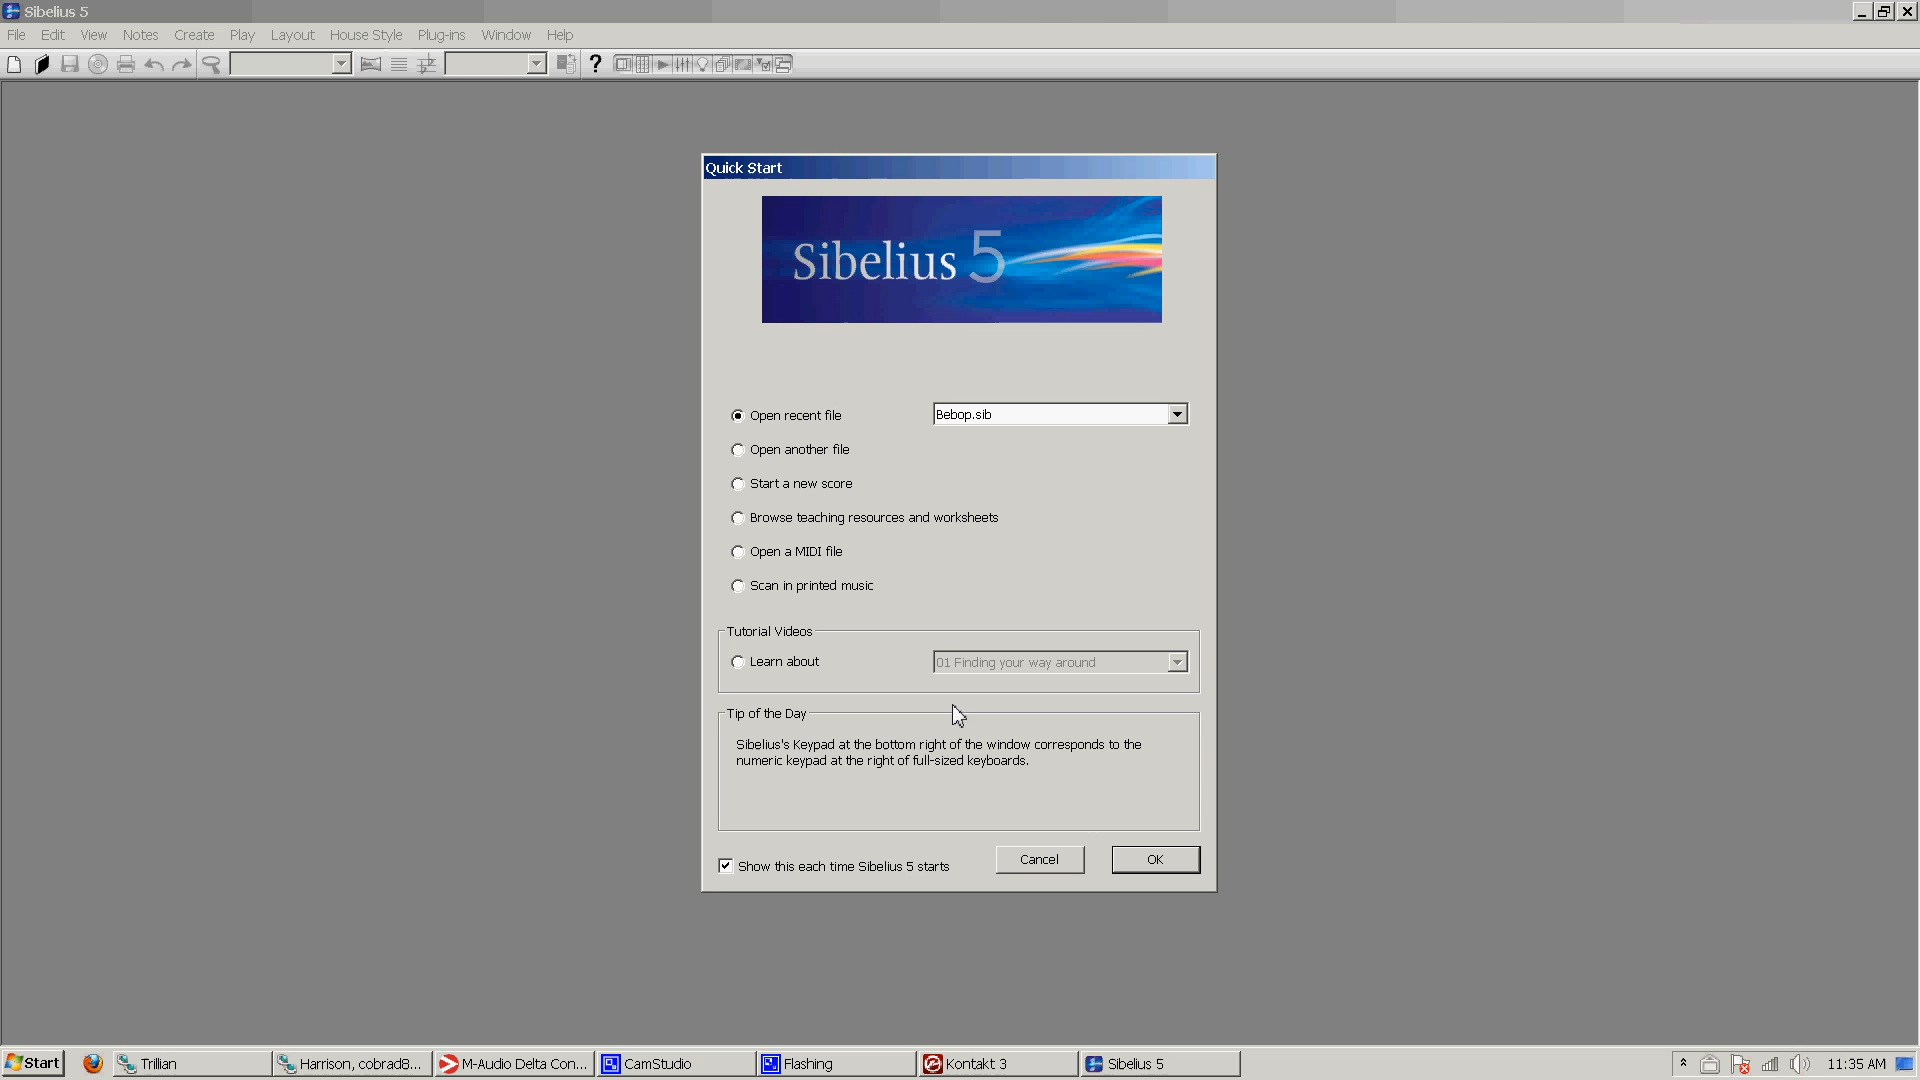 Sibelius 5
File Edit View Notes Create Play Layout House Style Plug-ins Window Help
Quick Start
Sibelius 5
Open recent file Bebop.sib
Open another file
Start a new score
Browse teaching resources and worksheets
Open a MIDI file
Scan in printed music
Tutorial Videos
Learn about 01 Finding your way around
Tip of the Day
Sibelius's Keypad at the bottom right of the window corresponds to the
numeric keypad at the right of full-sized keyboards.
Show this each time Sibelius 5 starts Cancel OK
Start Trillian Harrison, cobrad8... M-Audio Delta Con... CamStudio Flashing Kontakt 3 Sibelius 5 11:35 AM